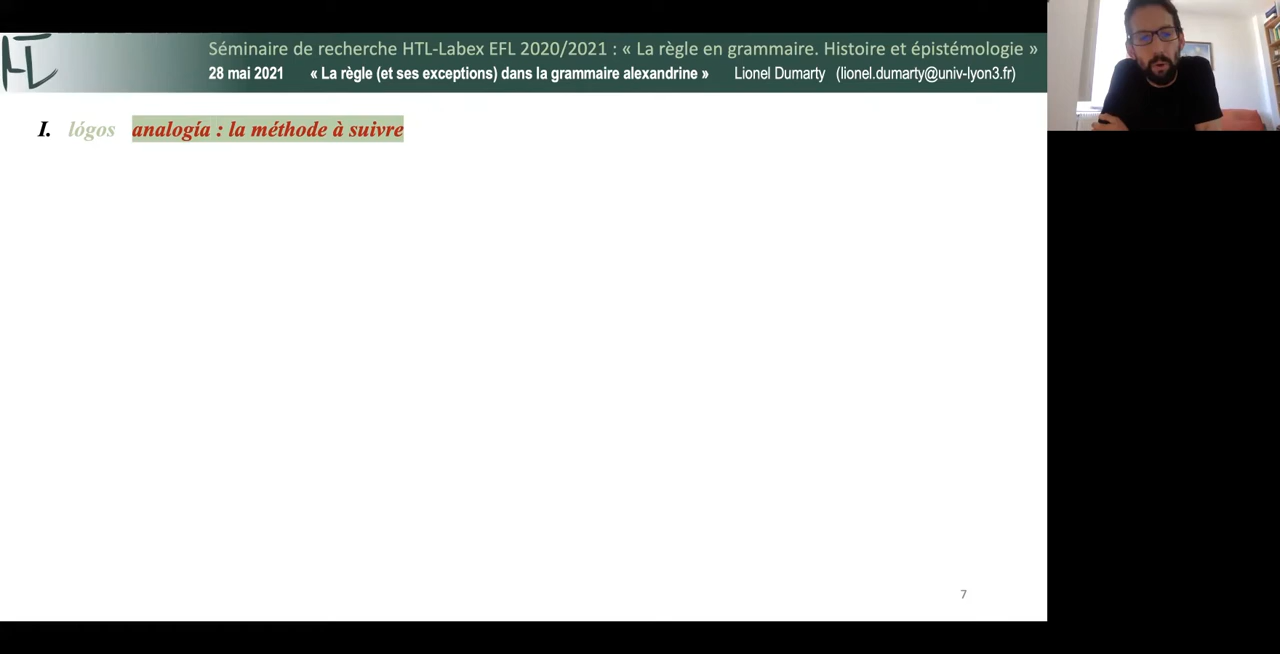 HTL
Séminaire de recherche HTL-Labex EFL 2020/2021 : « La règle en grammaire. Histoire et épistémologie »
28 mai 2021 « La règle (et ses exceptions) dans la grammaire alexandrine » Lionel Dumarty (lionel.dumarty@univ-lyon3.fr)
I. lógos analogía : la méthode à suivre
7